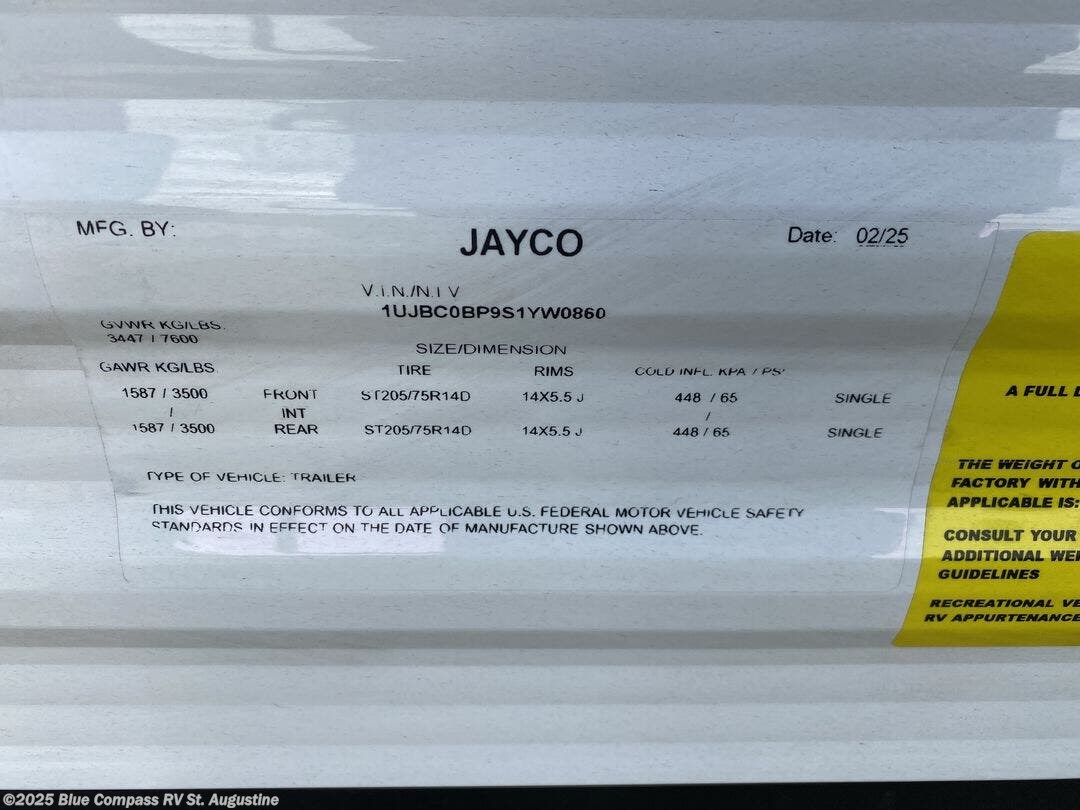 MFG. BY: JAYCO Date: 02/25
V.I.N./N.I.V
1UJBC0BP9S1YW0860
GVWR KG/LBS.
3447 / 7600
SIZE/DIMENSION
GAWR KG/LBS TIRE RIMS COLD INFL. KPA / PSI
1587 / 3500 FRONT ST205/75R14D 14X5.5 J 448 / 65 SINGLE
/ INT /
1587 / 3500 REAR ST205/75R14D 14X5.5 J 448 / 65 SINGLE
TYPE OF VEHICLE: TRAILER
THIS VEHICLE CONFORMS TO ALL APPLICABLE U.S. FEDERAL MOTOR VEHICLE SAFETY
STANDARDS IN EFFECT ON THE DATE OF MANUFACTURE SHOWN ABOVE.
A FULL
THE WEIGHT
FACTORY WITH
APPLICABLE IS:
CONSULT YOUR
ADDITIONAL
GUIDELINES
RECREATIONAL
RV APPURTENANCE
©2025 Blue Compass RV St. Augustine